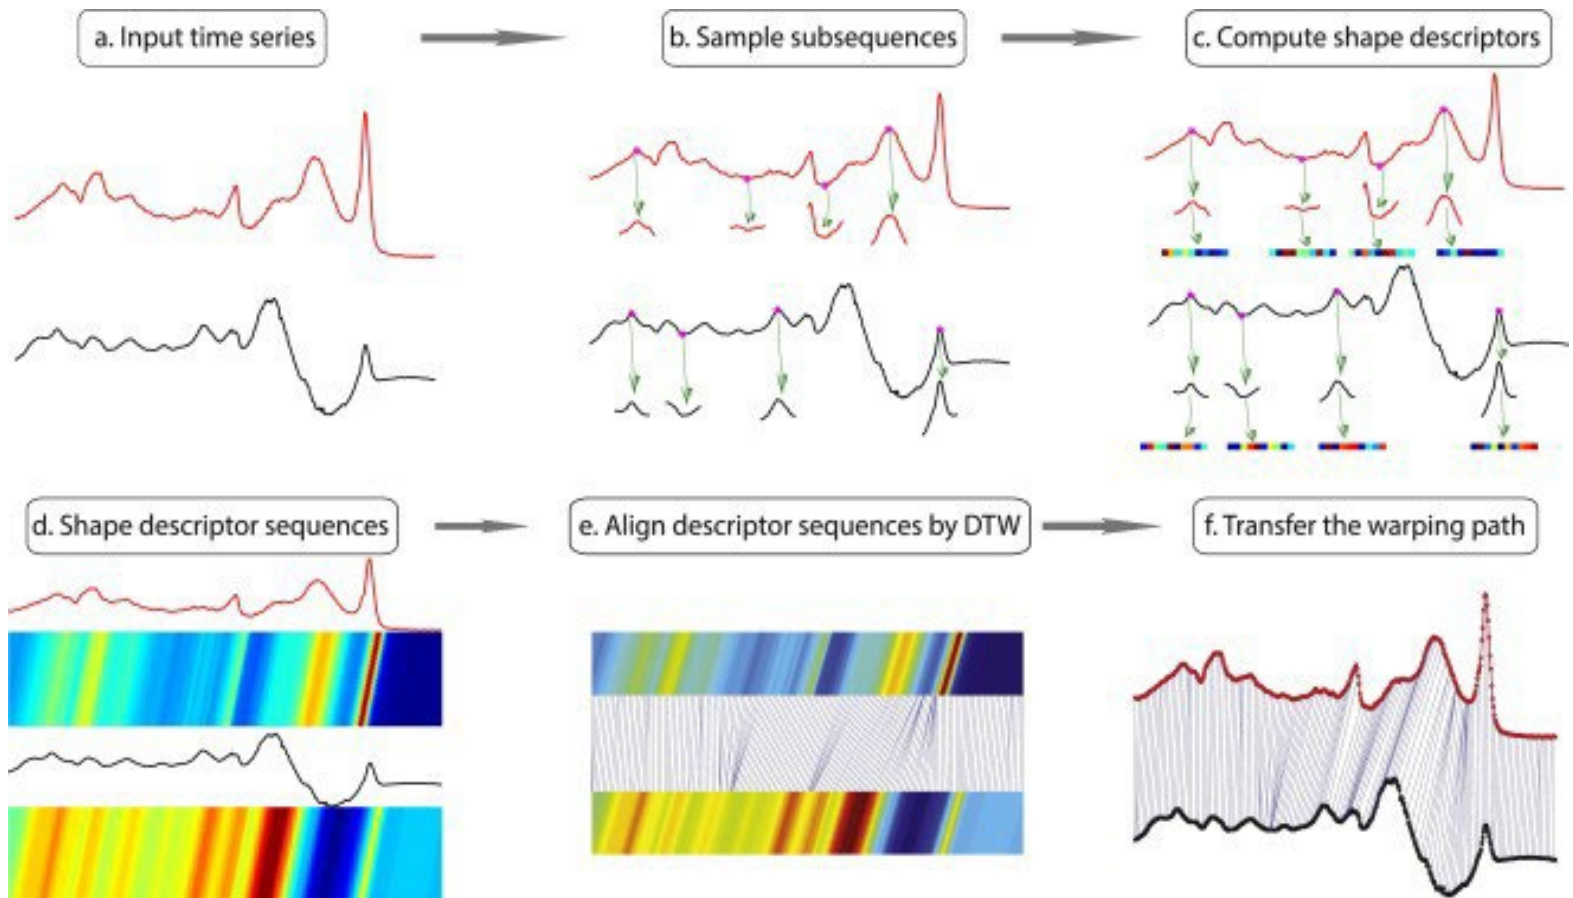 a. Input time series
b. Sample subsequences
c. Compute shape descriptors
d. Shape descriptor sequences
e. Align descriptor sequences by DTW
f. Transfer the warping path